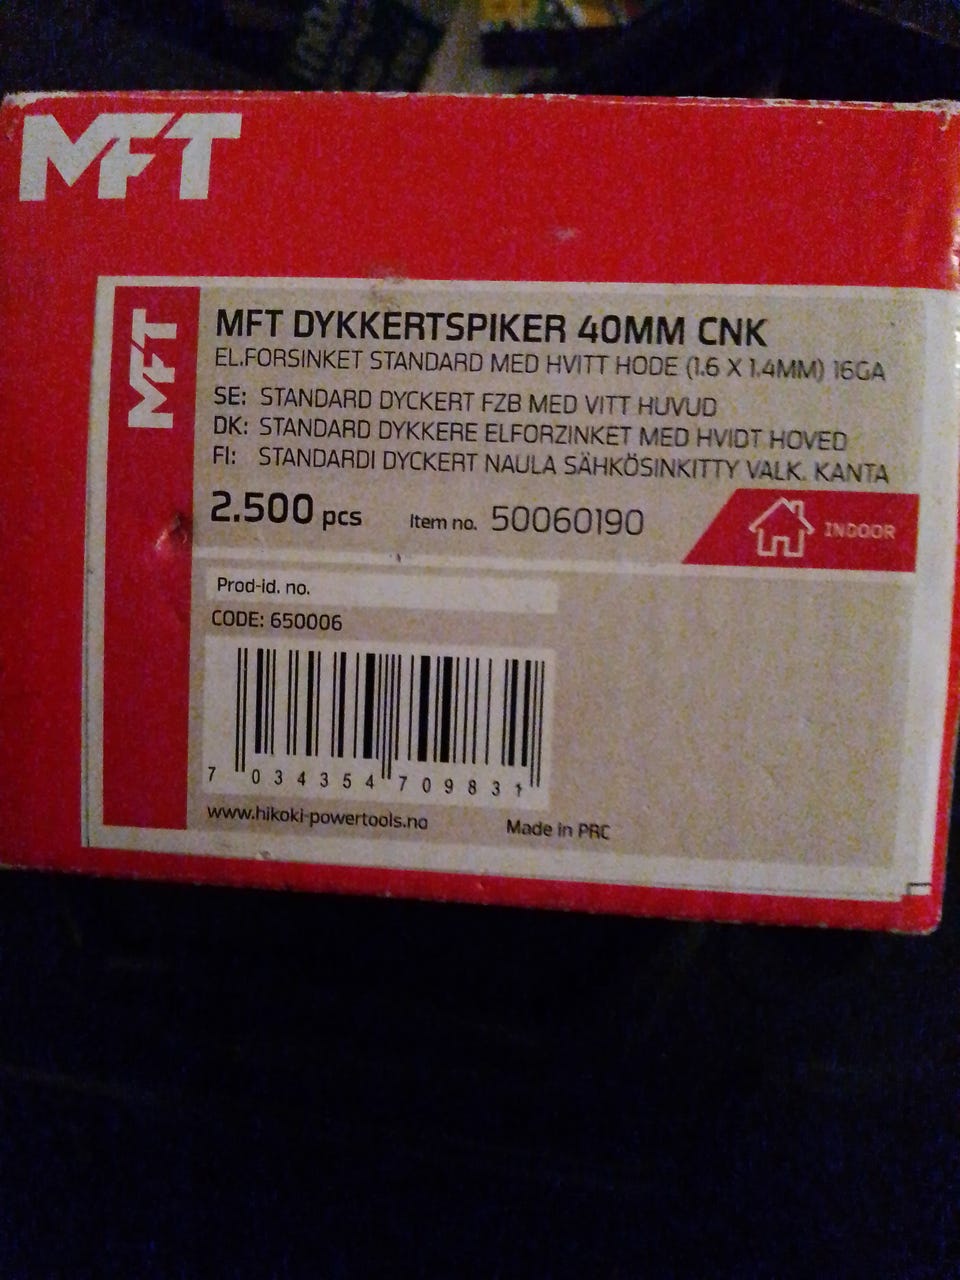 MFT
MFT
MFT DYKKERTSPIKER 40MM CNK
EL.FORSINKET STANDARD MED HVITT HODE (1.6 X 1.4MM) 16GA
SE: STANDARD DYCKERT FZB MED VITT HUVUD
DK: STANDARD DYKKERE ELFORZINKET MED HVIDT HOVED
FI: STANDARDI DYCKERT NAULA SÄHKÖSINKITTY VALK. KANTA
2.500 pcs Item no. 50060190 INDOOR
Prod-id. no.
CODE: 650006
7 034354 709831
www.hikoki-powertools.no Made in PRC